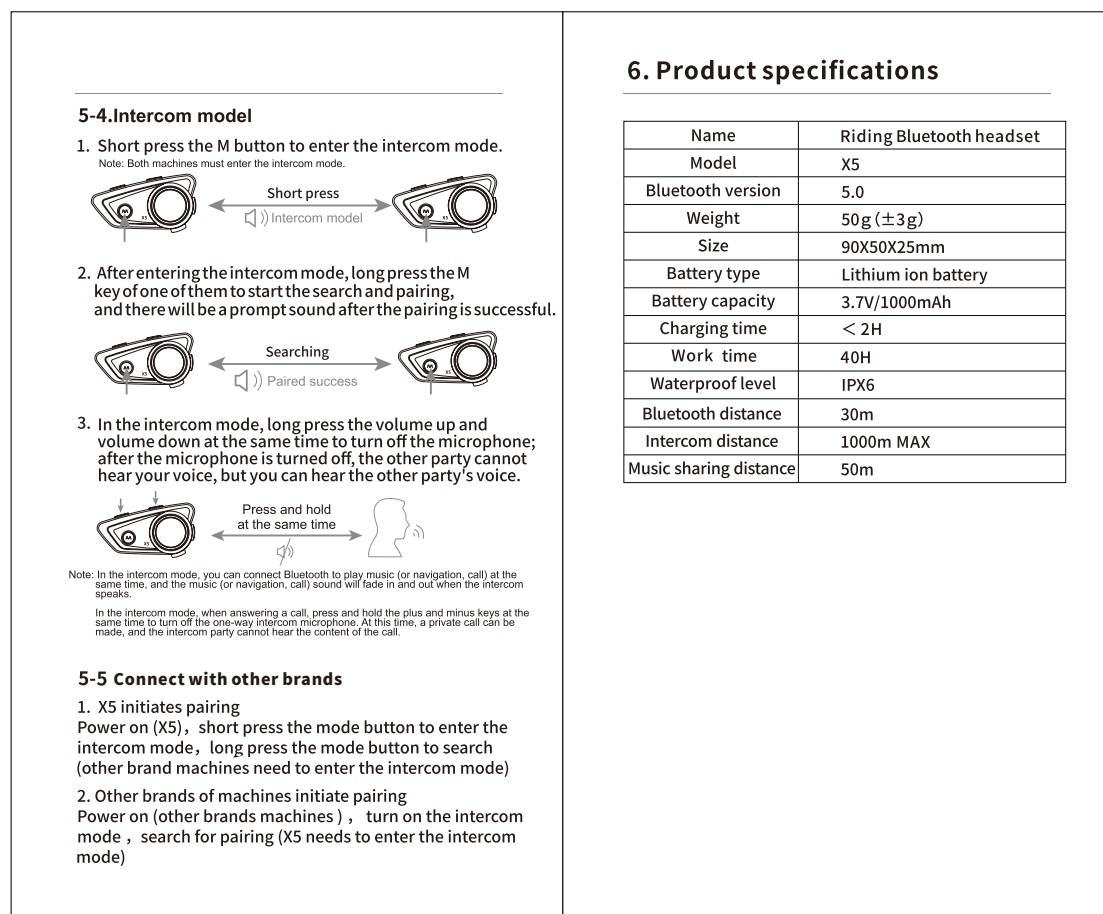 5-4.Intercom model
1. Short press the M button to enter the intercom mode.
Note: Both machines must enter the intercom mode.
Short press
Intercom model
X5
X5
2. After entering the intercom mode, long press the M
key of one of them to start the search and pairing,
and there will be a prompt sound after the pairing is successful.
Searching
Paired success
X5
X5
3. In the intercom mode, long press the volume up and
volume down at the same time to turn off the microphone;
after the microphone is turned off, the other party cannot
hear your voice, but you can hear the other party's voice.
Press and hold
at the same time
X5
Note: In the intercom mode, you can connect Bluetooth to play music (or navigation, call) at the
same time, and the music (or navigation, call) sound will fade in and out when the intercom
speaks.
In the intercom mode, when answering a call, press and hold the plus and minus keys at the
same time to turn off the one-way intercom microphone. At this time, a private call can be
made, and the intercom party cannot hear the content of the call.
5-5 Connect with other brands
1. X5 initiates pairing
Power on (X5)，short press the mode button to enter the
intercom mode，long press the mode button to search
(other brand machines need to enter the intercom mode)
2. Other brands of machines initiate pairing
Power on (other brands machines )， turn on the intercom
mode，search for pairing (X5 needs to enter the intercom
mode)
6. Product specifications
Name Riding Bluetooth headset
Model X5
Bluetooth version 5.0
Weight 50g (±3g)
Size 90X50X25mm
Battery type Lithium ion battery
Battery capacity 3.7V/1000mAh
Charging time ＜2H
Work time 40H
Waterproof level IPX6
Bluetooth distance 30m
Intercom distance 1000m MAX
Music sharing distance 50m